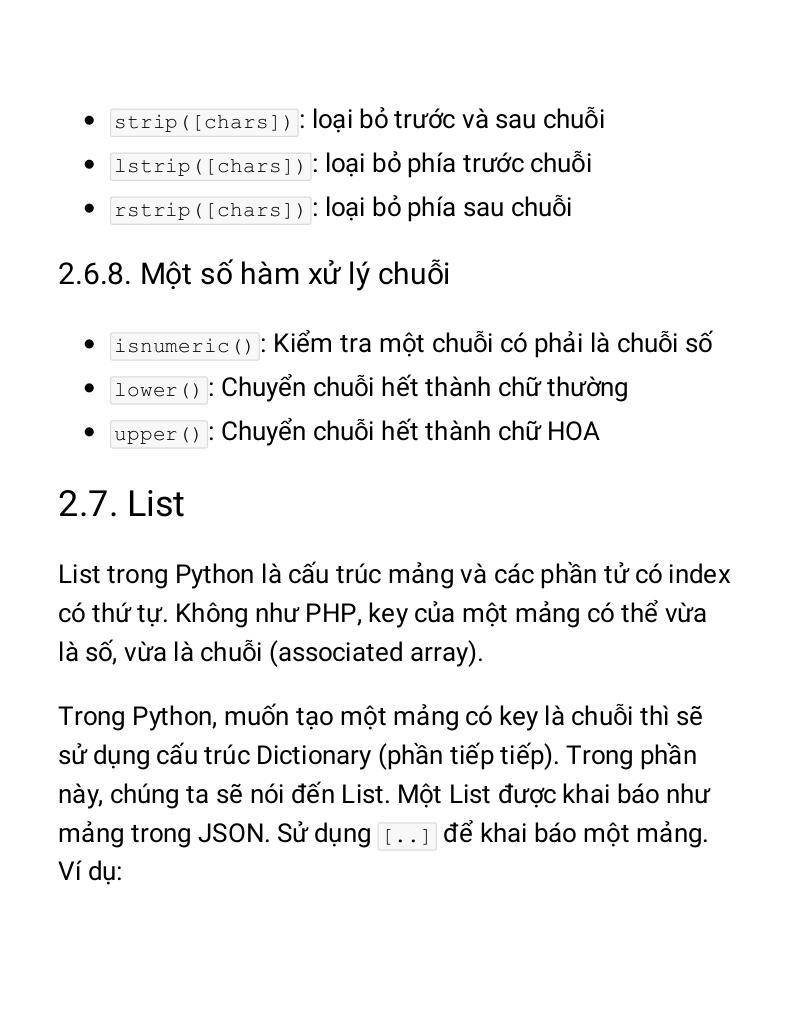 • strip([chars]): loại bỏ trước và sau chuỗi
• lstrip([chars]): loại bỏ phía trước chuỗi
• rstrip([chars]): loại bỏ phía sau chuỗi
2.6.8. Một số hàm xử lý chuỗi
• isnumeric(): Kiểm tra một chuỗi có phải là chuỗi số
• lower(): Chuyển chuỗi hết thành chữ thường
• upper(): Chuyển chuỗi hết thành chữ HOA
2.7. List
List trong Python là cấu trúc mảng và các phần tử có index
có thứ tự. Không như PHP, key của một mảng có thể vừa
là số, vừa là chuỗi (associated array).
Trong Python, muốn tạo một mảng có key là chuỗi thì sẽ
sử dụng cấu trúc Dictionary (phần tiếp tiếp). Trong phần
này, chúng ta sẽ nói đến List. Một List được khai báo như
mảng trong JSON. Sử dụng [..] để khai báo một mảng.
Ví dụ: